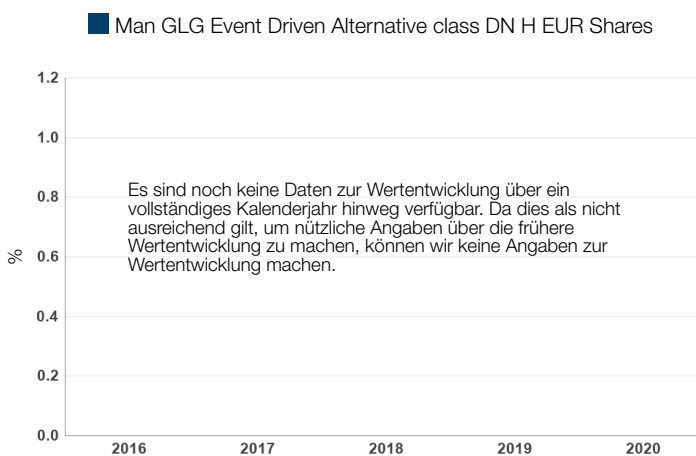 Man GLG Event Driven Alternative class DN H EUR Shares
1.2
1.0
0.8
0.6
0.4
0.2
0.0
%
Es sind noch keine Daten zur Wertentwicklung über ein
vollständiges Kalenderjahr hinweg verfügbar. Da dies als nicht
ausreichend gilt, um nützliche Angaben über die frühere
Wertentwicklung zu machen, können wir keine Angaben zur
Wertentwicklung machen.
2016 2017 2018 2019 2020